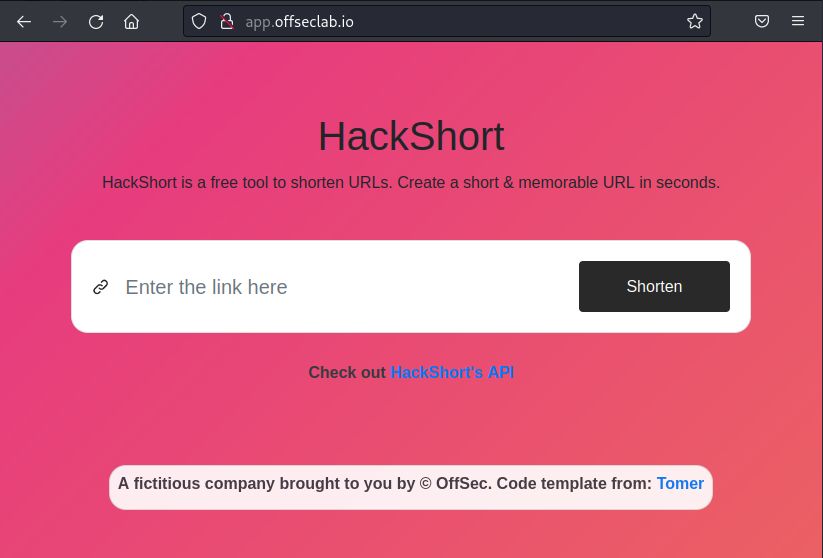 app.offseclab.io
HackShort
HackShort is a free tool to shorten URLs. Create a short & memorable URL in seconds.
Enter the link here
Shorten
Check out HackShort's API
A fictitious company brought to you by © OffSec. Code template from: Tomer